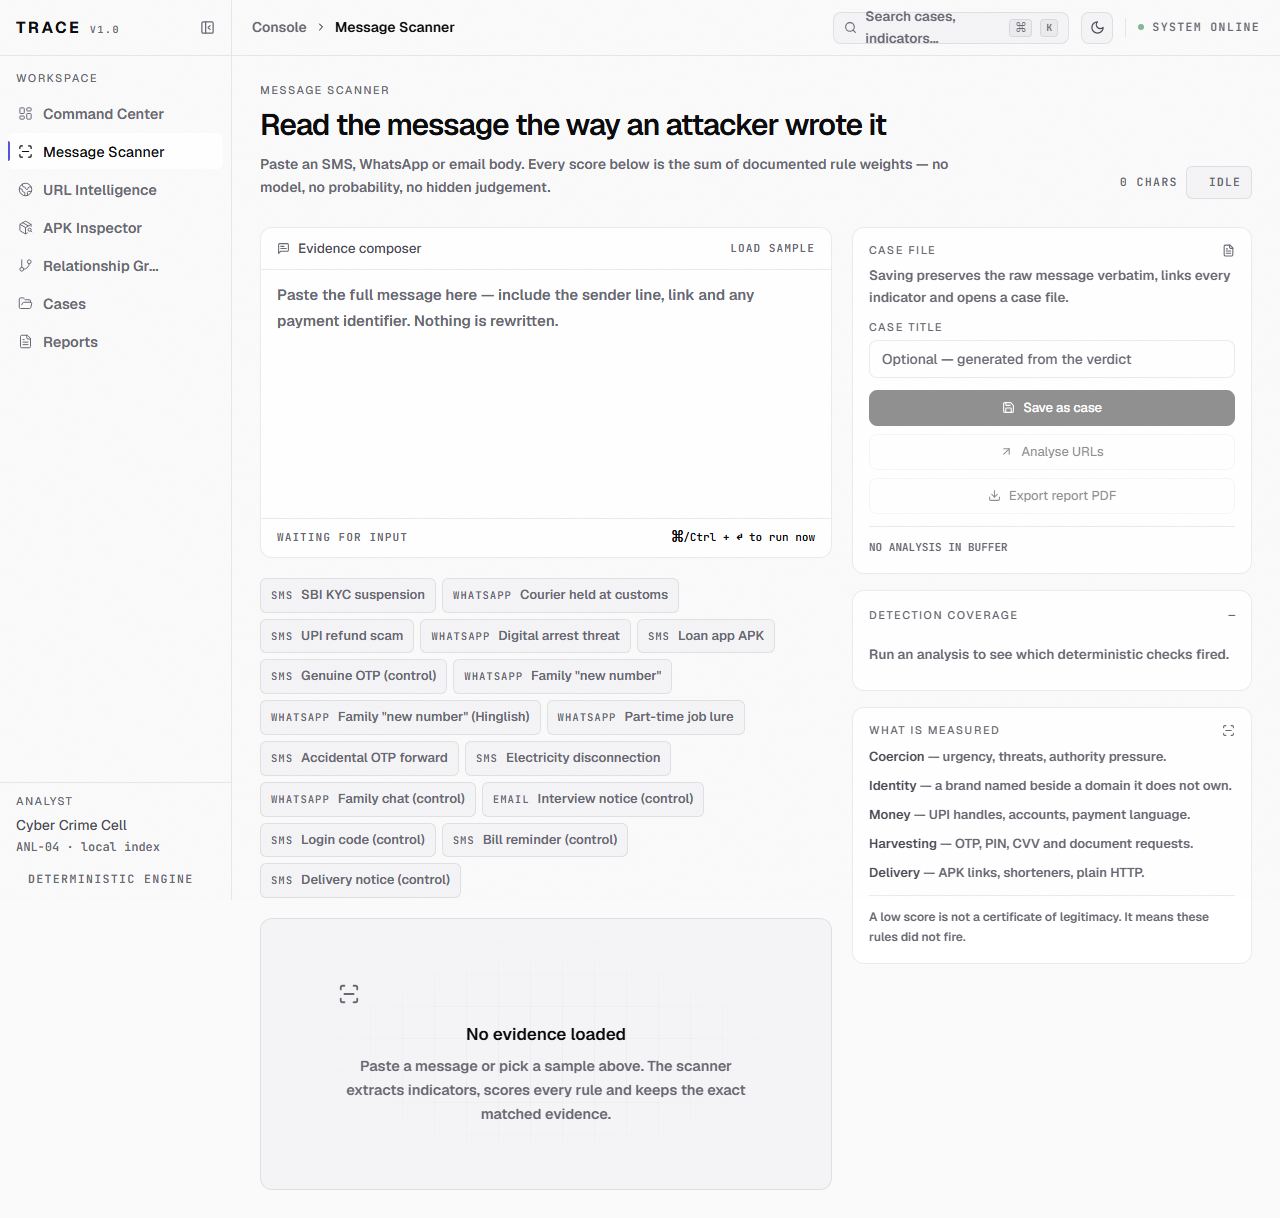 TRACE V1.0
Console > Message Scanner
Search cases, indicators...
⌘ K
SYSTEM ONLINE
WORKSPACE
Command Center
Message Scanner
URL Intelligence
APK Inspector
Relationship Gr...
Cases
Reports
ANALYST
Cyber Crime Cell
ANL-04 · local index
DETERMINISTIC ENGINE
MESSAGE SCANNER
Read the message the way an attacker wrote it
Paste an SMS, WhatsApp or email body. Every score below is the sum of documented rule weights — no
model, no probability, no hidden judgement.
0 CHARS IDLE
Evidence composer LOAD SAMPLE
Paste the full message here — include the sender line, link and any
payment identifier. Nothing is rewritten.
WAITING FOR INPUT ⌘/Ctrl + ↵ to run now
SMS SBI KYC suspension WHATSAPP Courier held at customs
SMS UPI refund scam WHATSAPP Digital arrest threat SMS Loan app APK
SMS Genuine OTP (control) WHATSAPP Family "new number"
WHATSAPP Family "new number" (Hinglish) WHATSAPP Part-time job lure
SMS Accidental OTP forward SMS Electricity disconnection
WHATSAPP Family chat (control) EMAIL Interview notice (control)
SMS Login code (control) SMS Bill reminder (control)
SMS Delivery notice (control)
No evidence loaded
Paste a message or pick a sample above. The scanner
extracts indicators, scores every rule and keeps the exact
matched evidence.
CASE FILE
Saving preserves the raw message verbatim, links every
indicator and opens a case file.
CASE TITLE
Optional — generated from the verdict
Save as case
Analyse URLs
Export report PDF
NO ANALYSIS IN BUFFER
DETECTION COVERAGE –
Run an analysis to see which deterministic checks fired.
WHAT IS MEASURED
Coercion — urgency, threats, authority pressure.
Identity — a brand named beside a domain it does not own.
Money — UPI handles, accounts, payment language.
Harvesting — OTP, PIN, CVV and document requests.
Delivery — APK links, shorteners, plain HTTP.
A low score is not a certificate of legitimacy. It means these
rules did not fire.